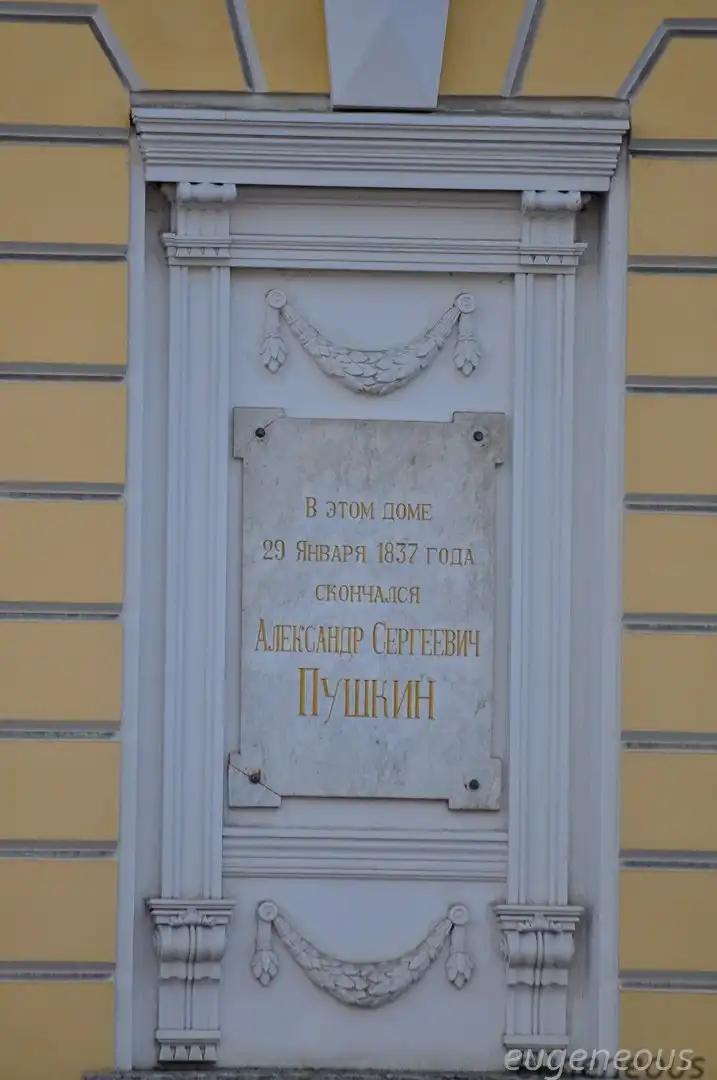 В этом доме
29 Января 1837 года
скончался
Александр Сергеевич
Пушкин
eugeneous